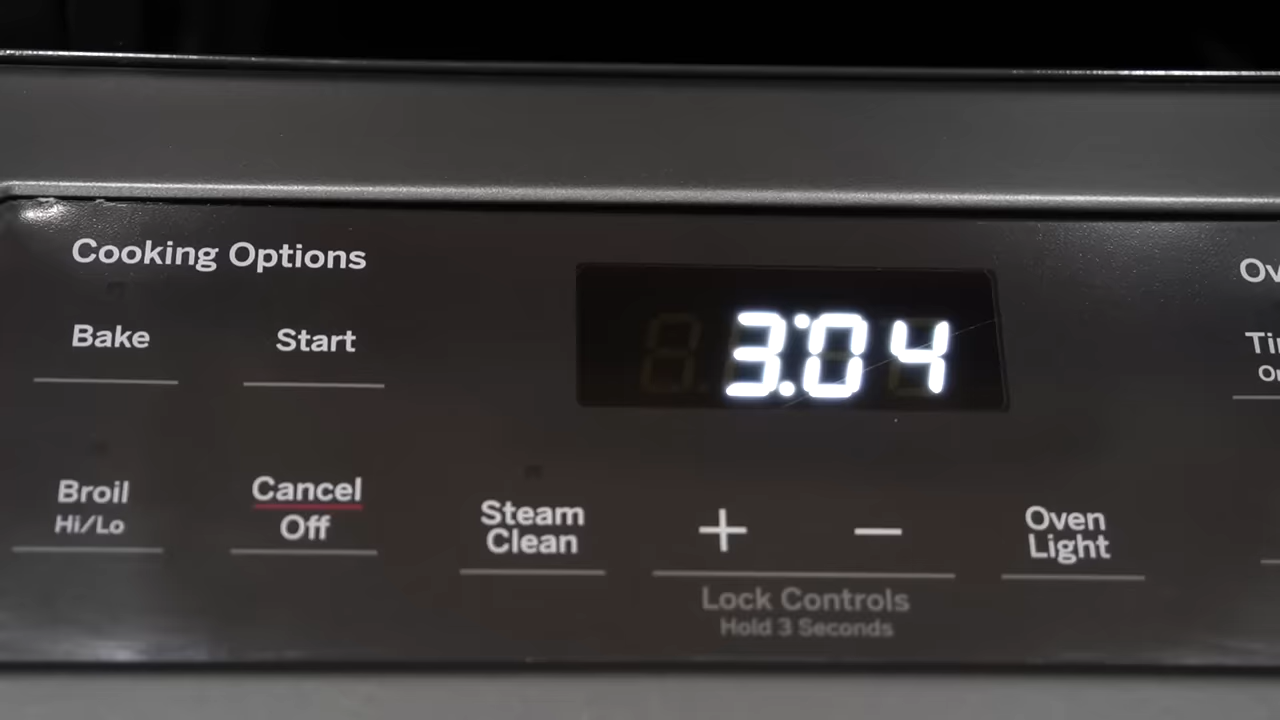 Cooking Options
Bake
Start
3:04
Broil
Hi/Lo
Cancel
Off
Steam
Clean
+ −
Lock Controls
Hold 3 Seconds
Oven
Light